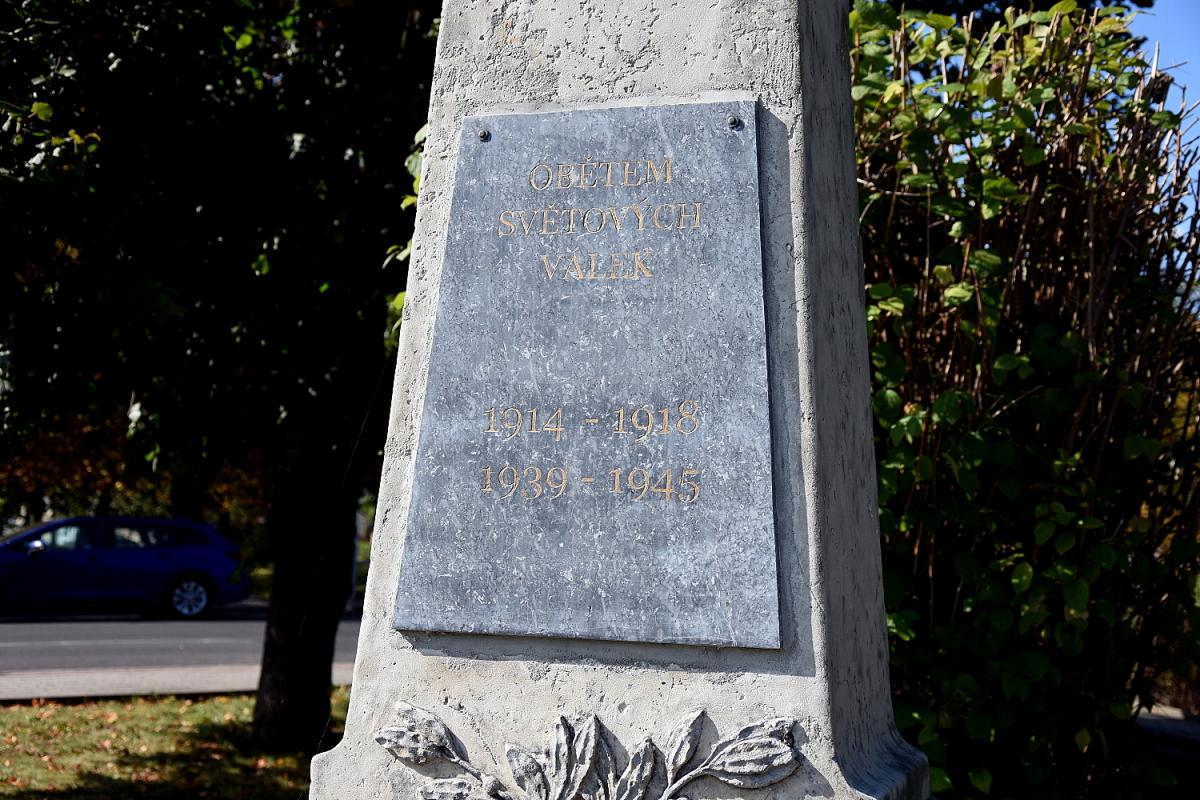 OBĚTEM
SVĚTOVÝCH
VÁLEK
1914 - 1918
1939 - 1945